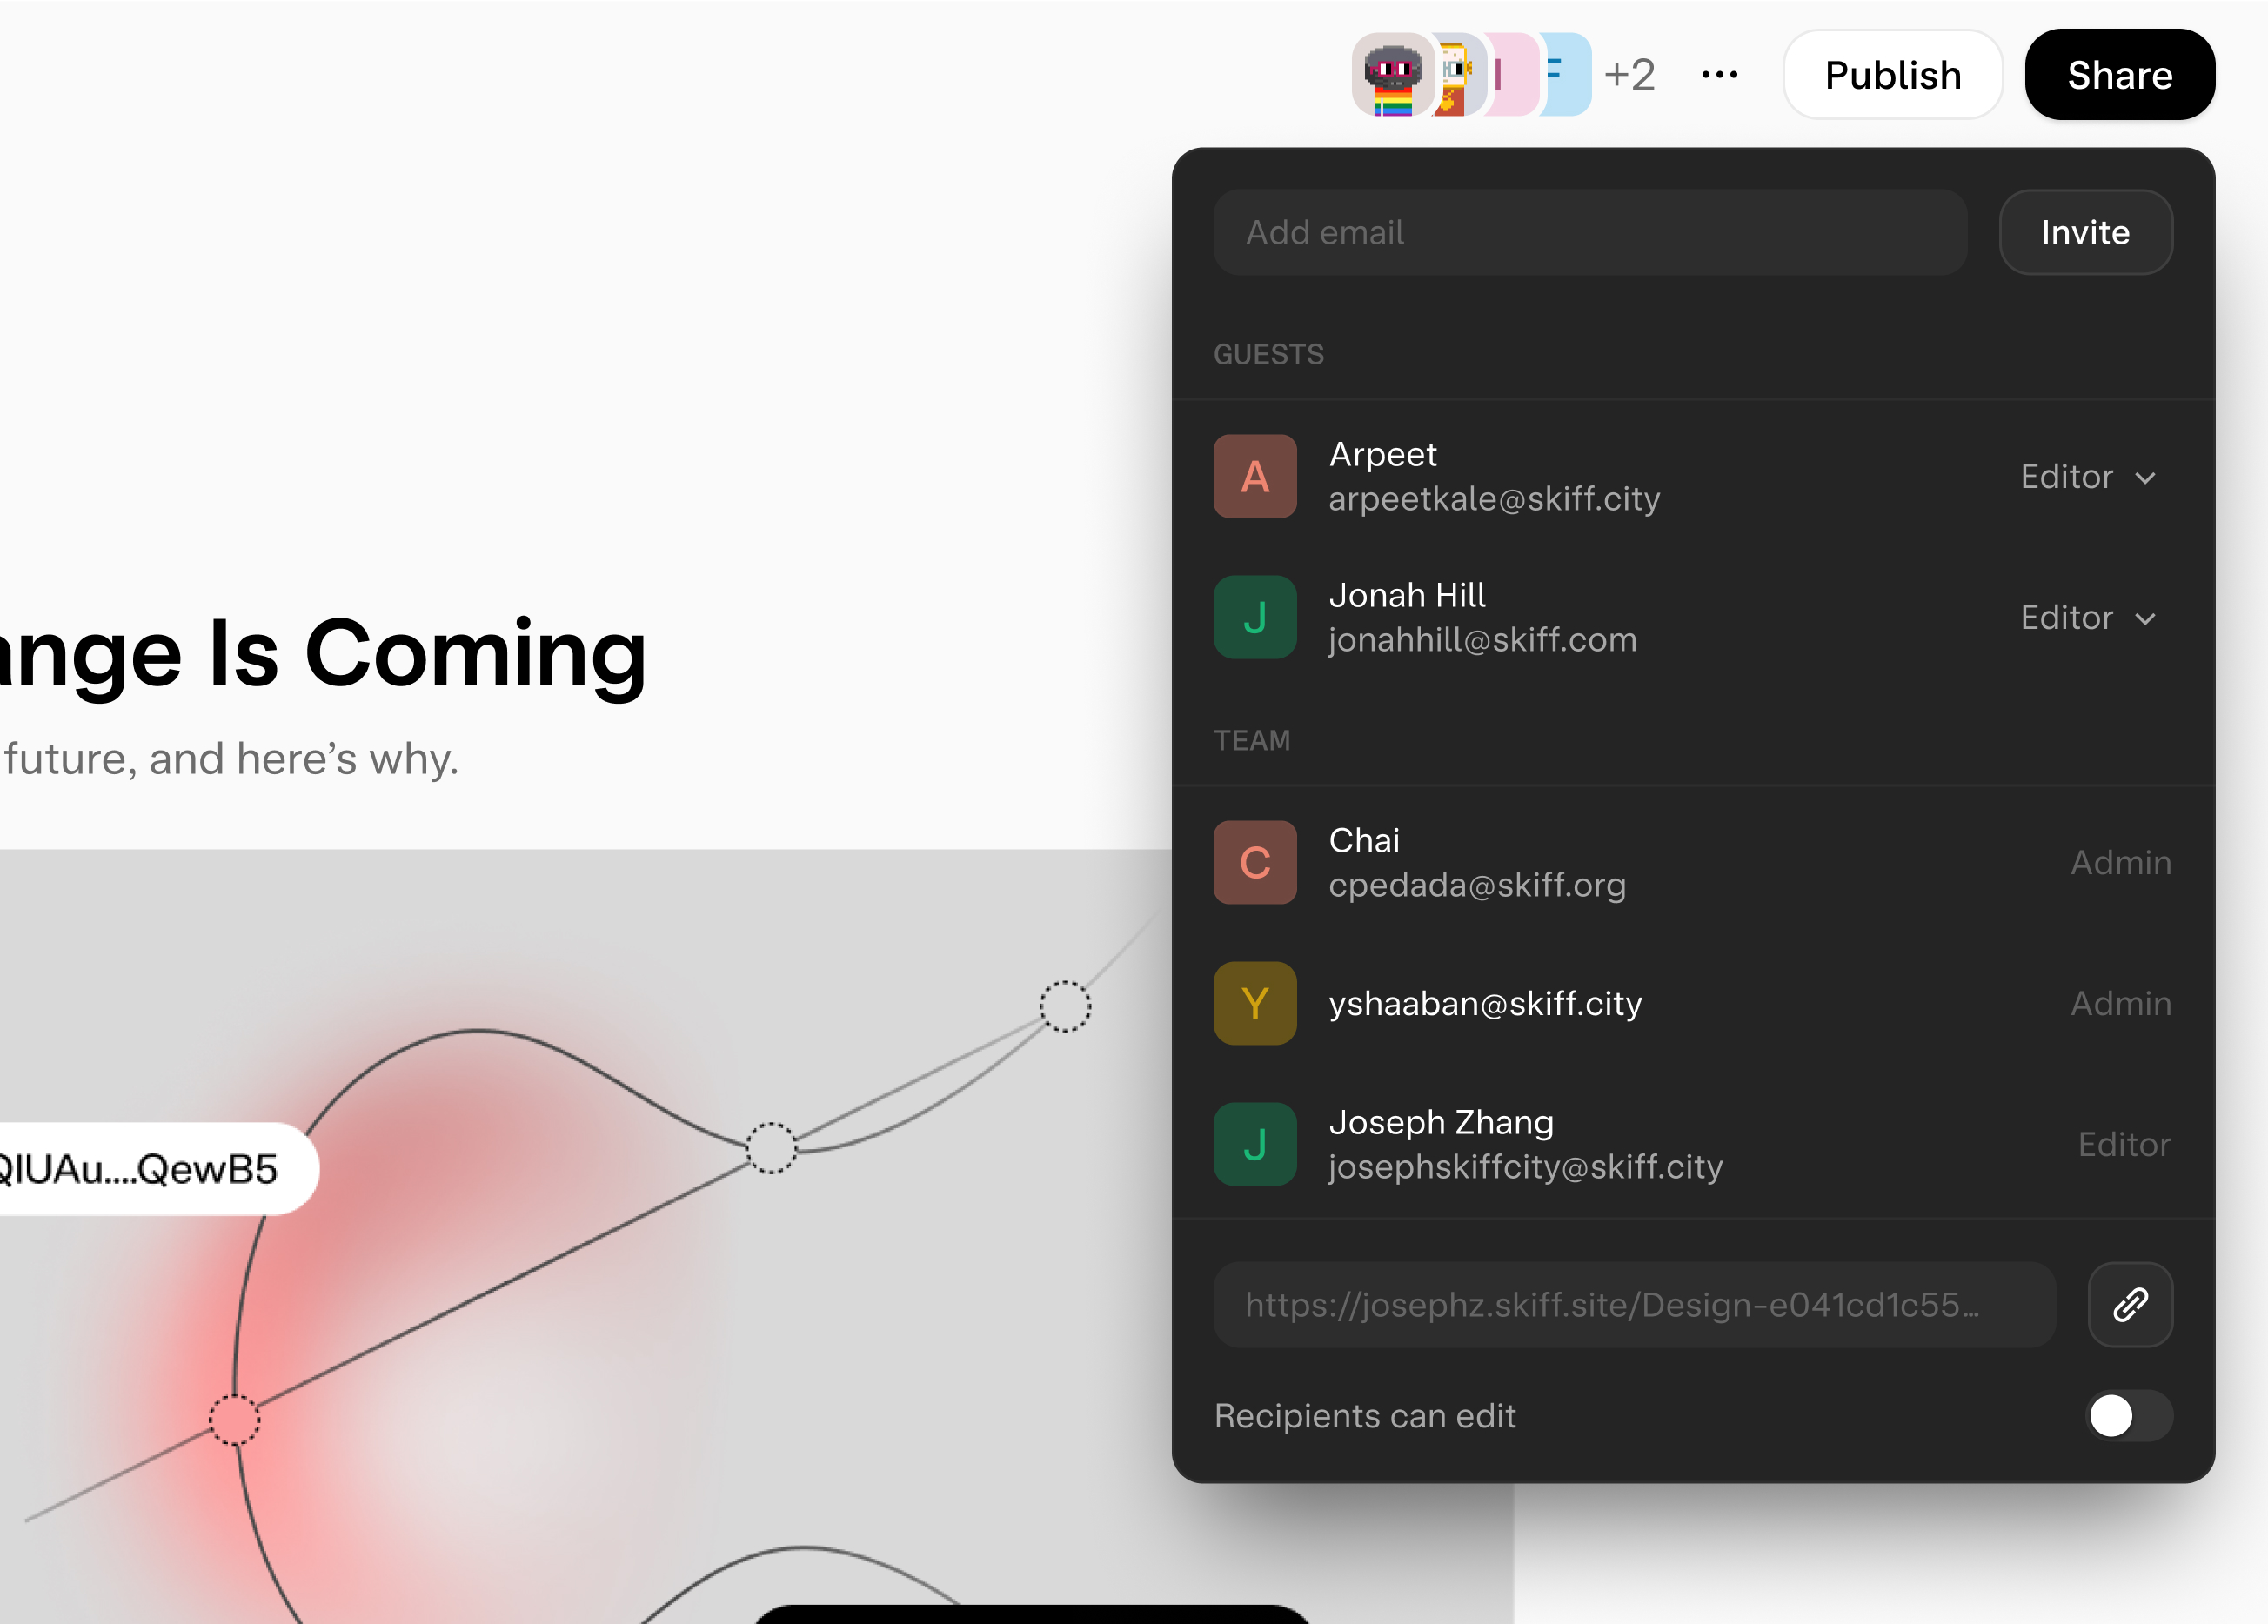 F
+2
Publish
Share
Add email
Invite
GUESTS
A
Arpeet
arpeetkale@skiff.city
Editor
J
Jonah Hill
jonahhill@skiff.com
Editor
ange Is Coming
future, and here’s why.
TEAM
C
Chai
cpedada@skiff.org
Admin
Y
yshaaban@skiff.city
Admin
J
Joseph Zhang
josephskiffcity@skiff.city
Editor
QIUAu....QewB5
https://josephz.skiff.site/Design-e041cd1c55…
Recipients can edit